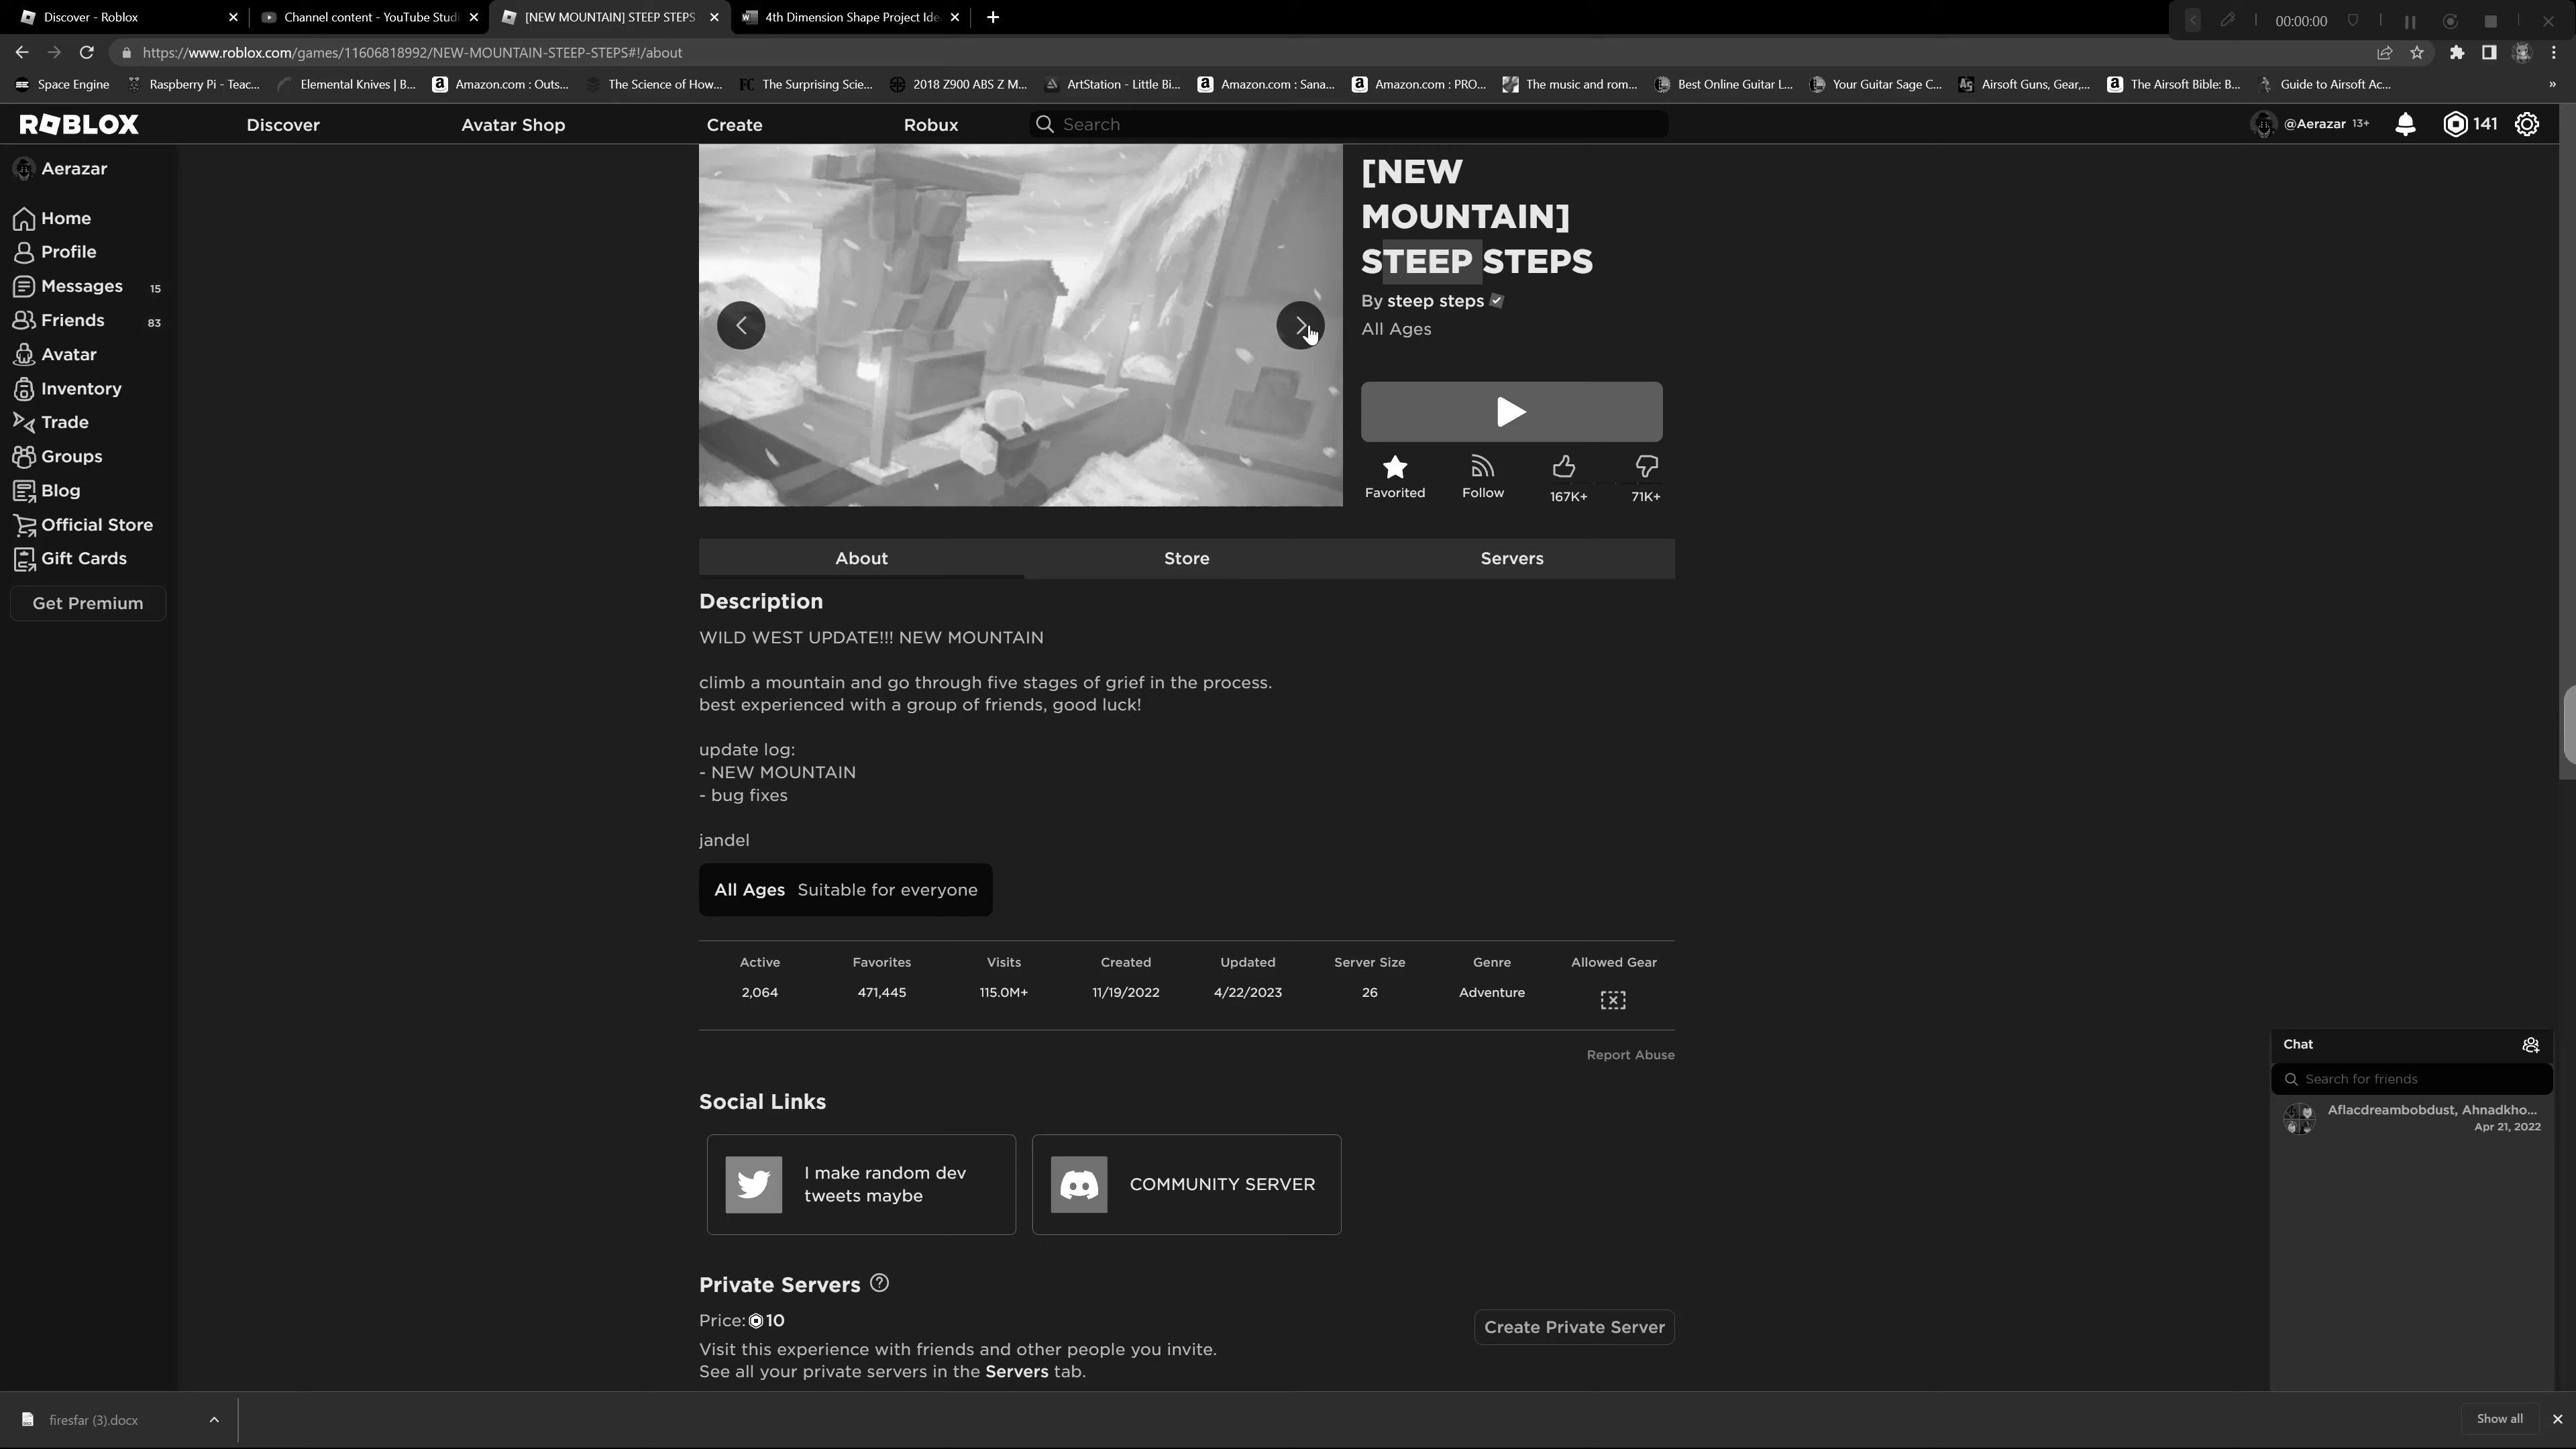 Discover - Roblox
Channel content - YouTube Studi
[NEW MOUNTAIN] STEEP STEPS
4th Dimension Shape Project Ide
00:00:00
https://www.roblox.com/games/11606818992/NEW-MOUNTAIN-STEEP-STEPS#!/about
Space Engine
Raspberry Pi - Teac...
Elemental Knives | B...
Amazon.com : Outs...
The Science of How...
FC The Surprising Scie...
2018 Z900 ABS Z M...
ArtStation - Little Bi...
Amazon.com : Sana...
Amazon.com : PRO...
The music and rom...
Best Online Guitar L...
Your Guitar Sage C...
AG Airsoft Guns, Gear,...
The Airsoft Bible: B...
Guide to Airsoft Ac...
»
ROBLOX
Discover
Avatar Shop
Create
Robux
Search
@Aerazar 13+
141
Aerazar
Home
Profile
Messages 15
Friends 83
Avatar
Inventory
Trade
Groups
Blog
Official Store
Gift Cards
Get Premium
[NEW
MOUNTAIN]
STEEP STEPS
By steep steps
All Ages
Favorited
Follow
167K+
71K+
About
Store
Servers
Description
WILD WEST UPDATE!!! NEW MOUNTAIN
climb a mountain and go through five stages of grief in the process.
best experienced with a group of friends, good luck!
update log:
- NEW MOUNTAIN
- bug fixes
jandel
All Ages Suitable for everyone
Active Favorites Visits Created Updated Server Size Genre Allowed Gear
2,064 471,445 115.0M+ 11/19/2022 4/22/2023 26 Adventure
Report Abuse
Social Links
I make random dev
tweets maybe
COMMUNITY SERVER
Private Servers
Price: 10
Create Private Server
Visit this experience with friends and other people you invite.
See all your private servers in the Servers tab.
Chat
Search for friends
Aflacdreambobdust, Ahnadkho...
Apr 21, 2022
firesfar (3).docx
Show all